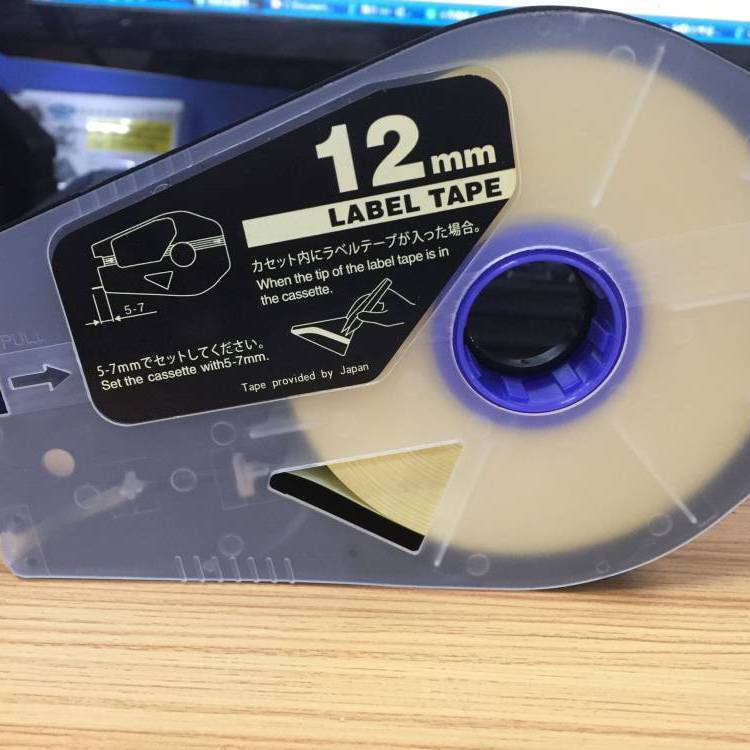 12mm
LABEL TAPE
カセット内にラベルテープが入った場合。
When the tip of the label tape is in
the cassette.
5-7
5-7mmでセットしてください。
Set the cassette with5-7mm.
Tape provided by Japan
PULL